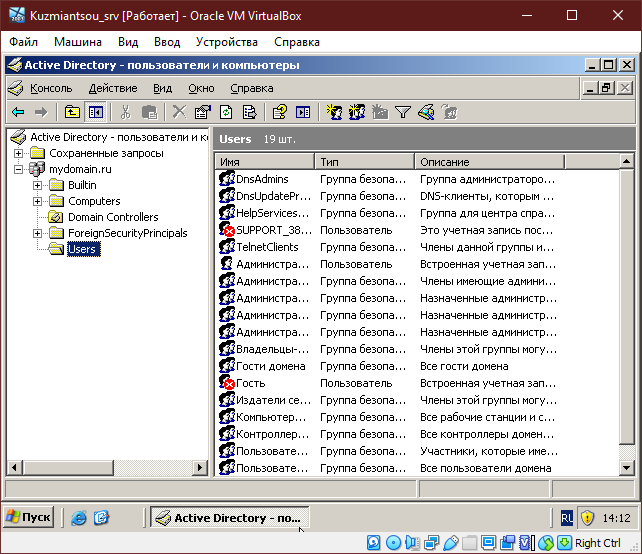 Kuzmiantsou_srv [Работает] - Oracle VM VirtualBox
Файл Машина Вид Ввод Устройства Справка
Active Directory - пользователи и компьютеры
Консоль Действие Вид Окно Справка
Active Directory - пользователи и к
Сохраненные запросы
mydomain.ru
Builtin
Computers
Domain Controllers
ForeignSecurityPrincipals
Users
Users 19 шт.
Имя Тип Описание
DnsAdmins Группа безопа... Группа администраторо...
DnsUpdatePr... Группа безопа... DNS-клиенты, которым ...
HelpServices... Группа безопа... Группа для центра спра...
SUPPORT_38... Пользователь Это учетная запись пос...
TelnetClients Группа безопа... Члены данной группы и...
Администра... Пользователь Встроенная учетная зап...
Администра... Группа безопа... Члены имеющие админи...
Администра... Группа безопа... Назначенные администр...
Администра... Группа безопа... Назначенные администр...
Администра... Группа безопа... Назначенные администр...
Владельцы-... Группа безопа... Члены этой группы могу...
Гости домена Группа безопа... Все гости домена
Гость Пользователь Встроенная учетная зап...
Издатели се... Группа безопа... Члены этой группы могу...
Компьютер... Группа безопа... Все рабочие станции и с...
Контроллер... Группа безопа... Все контроллеры домен...
Пользовате... Группа безопа... Участники, которые име...
Пользовате... Группа безопа... Все пользователи домена
Пуск Active Directory - по... RU 14:12
Right Ctrl